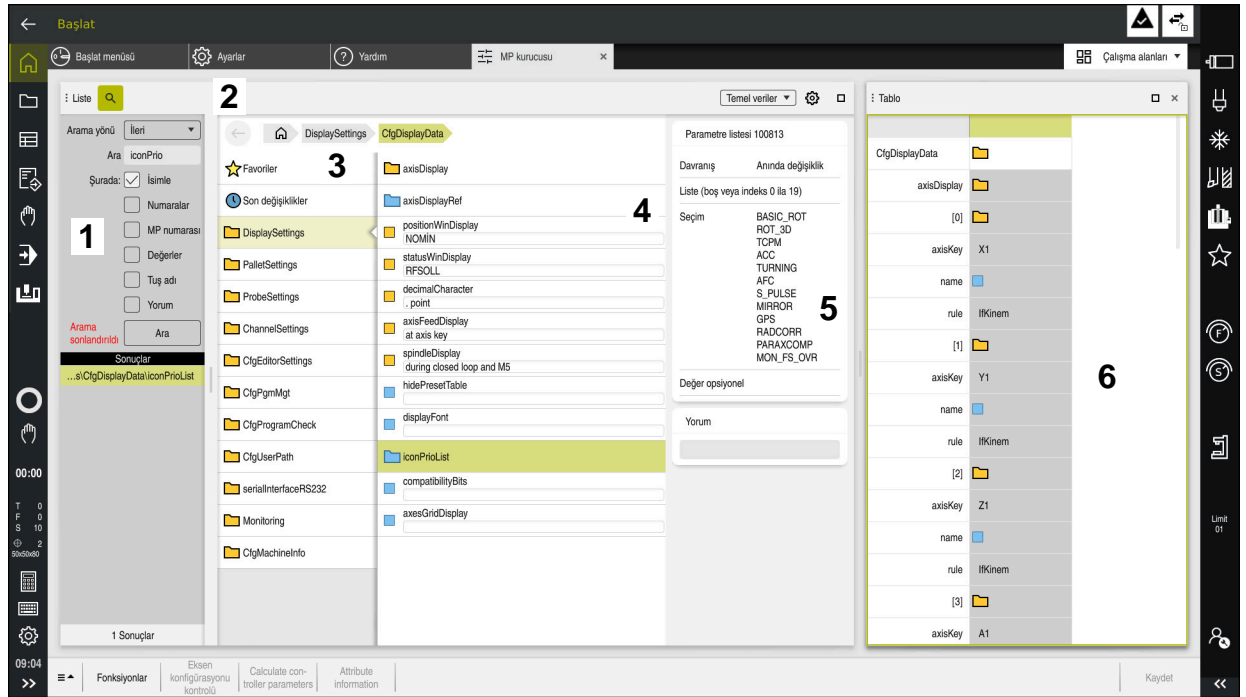 Başlat
Başlat menüsü
Ayarlar
Yardım
MP kurucusu
×
Çalışma alanları
Liste
2
Temel veriler
Tablo
×
Arama yönü
İleri
Ara
iconPrio
Şurada:
İsimle
Numaralar
MP numarası
Değerler
Tuş adı
Yorum
1
Arama
sonlandırıldı
Ara
Sonuçlar
...s\CfgDisplayData\iconPrioList
1 Sonuçlar
DisplaySettings
CfgDisplayData
3
Favoriler
Son değişiklikler
DisplaySettings
PalletSettings
ProbeSettings
ChannelSettings
CfgEditorSettings
CfgPgmMgt
CfgProgramCheck
CfgUserPath
serialInterfaceRS232
Monitoring
CfgMachineInfo
axisDisplay
axisDisplayRef
4
positionWinDisplay
NOMİN
statusWinDisplay
RFSOLL
decimalCharacter
. point
axisFeedDisplay
at axis key
spindleDisplay
during closed loop and M5
hidePresetTable
displayFont
iconPrioList
compatibilityBits
axesGridDisplay
Parametre listesi 100813
Davranış
Anında değişiklik
Liste (boş veya indeks 0 ila 19)
Seçim
BASIC_ROT
ROT_3D
TCPM
ACC
TURNING
AFC
S_PULSE
MIRROR
GPS
RADCORR
PARAXCOMP
MON_FS_OVR
5
Değer opsiyonel
Yorum
CfgDisplayData
axisDisplay
[0]
axisKey X1
name
rule IfKinem
[1]
axisKey Y1
name
rule IfKinem
[2]
axisKey Z1
name
rule IfKinem
[3]
axisKey A1
6
00:00
T 0
F 0
S 10
2
50x50x80
09:04
F
S
Limit
01
Fonksiyonlar
Eksen
konfigürasyonu
kontrolü
Calculate con-
troller parameters
Attribute
information
Kaydet